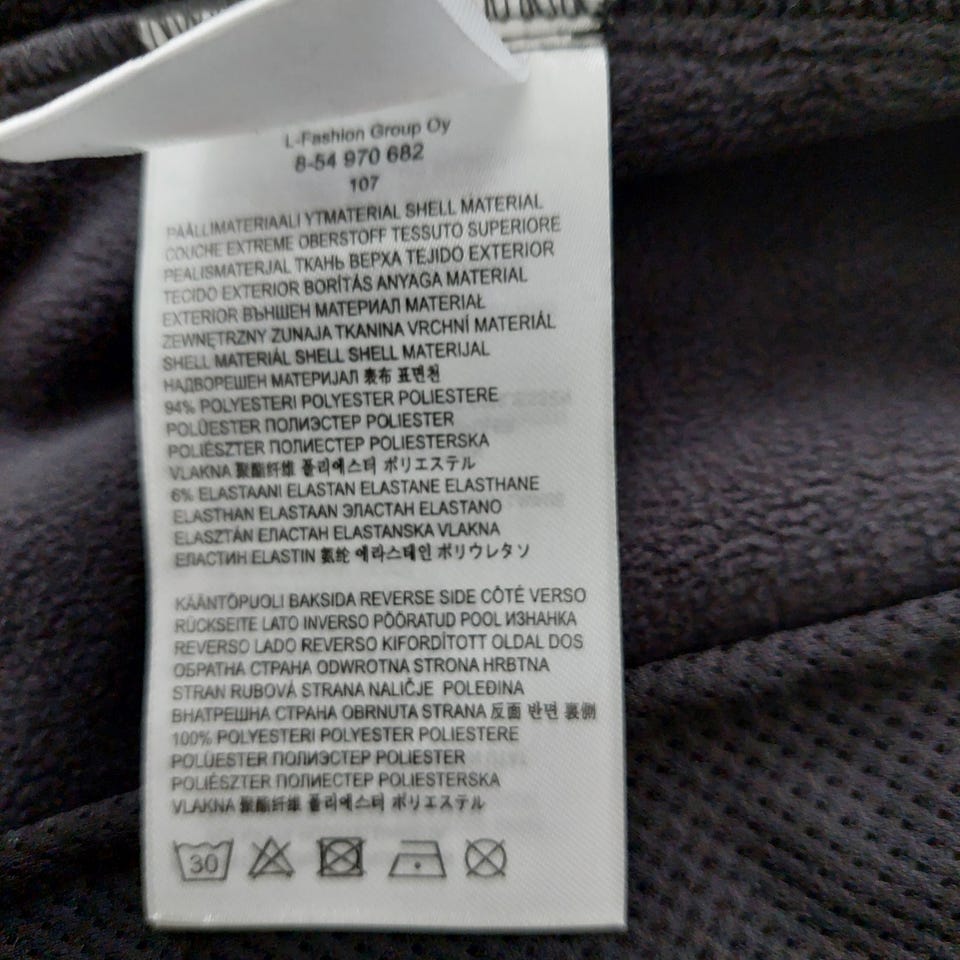 L-Fashion Group Oy
8-54 970 682
107
PÄÄLLIMATERIAALI YTMATERIAL SHELL MATERIAL
COUCHE EXTREME OBERSTOFF TESSUTO SUPERIORE
PEALISMATERJAL ТКАНЬ ВЕРХА TEJIDO EXTERIOR
TECIDO EXTERIOR BORÍTÁS ANYAGA MATERIAL
EXTERIOR ВЪНШЕН МАТЕРИАЛ MATERIAŁ
ZEWNĘTRZNY ZUNAJA TKANINA VRCHNÍ MATERIÁL
SHELL MATERIÁL SHELL SHELL MATERIJAL
НАДВОРЕШЕН МАТЕРИЈАЛ 表布 표면천
94% POLYESTERI POLYESTER POLIESTERE
POLÜESTER ПОЛИЭСТЕР POLIESTER
POLIÉSZTER ПОЛИЕСТЕР POLIESTERSKA
VLAKNA 聚酯纤维 폴리에스터 ポリエステル
6% ELASTAANI ELASTAN ELASTANE ELASTHANE
ELASTHAN ELASTAAN ЭЛАСТАН ELASTANO
ELASZTÁN ЕЛАСТАН ELASTANSKA VLAKNA
ЕЛАСТИН ELASTIN 氨纶 에라스테인 ポリウレタン
KÄÄNTÖPUOLI BAKSIDA REVERSE SIDE CÔTÉ VERSO
RÜCKSEITE LATO INVERSO PÖÖRATUD POOL ИЗНАНКА
REVERSO LADO REVERSO KIFORDÍTOTT OLDAL DOS
ОБРАТНА СТРАНА ODWROTNA STRONA HRBTNA
STRAN RUBOVÁ STRANA NALIČJE POLEĐINA
ВНАТРЕШНА СТРАНА OBRNUTA STRANA 反面 반면 裏側
100% POLYESTERI POLYESTER POLIESTERE
POLÜESTER ПОЛИЭСТЕР POLIESTER
POLIÉSZTER ПОЛИЕСТЕР POLIESTERSKA
VLAKNA 聚酯纤维 폴리에스터 ポリエステル
30